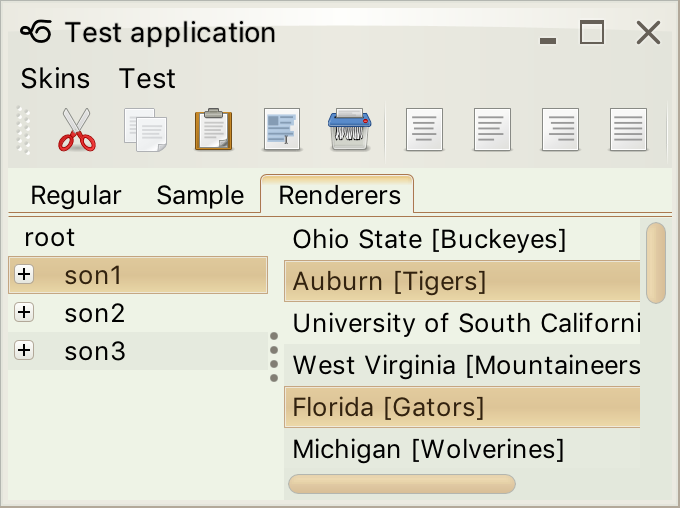 Test application
Skins Test
Regular Sample Renderers
root
son1
son2
son3
Ohio State [Buckeyes]
Auburn [Tigers]
University of South Californi
West Virginia [Mountaineers
Florida [Gators]
Michigan [Wolverines]